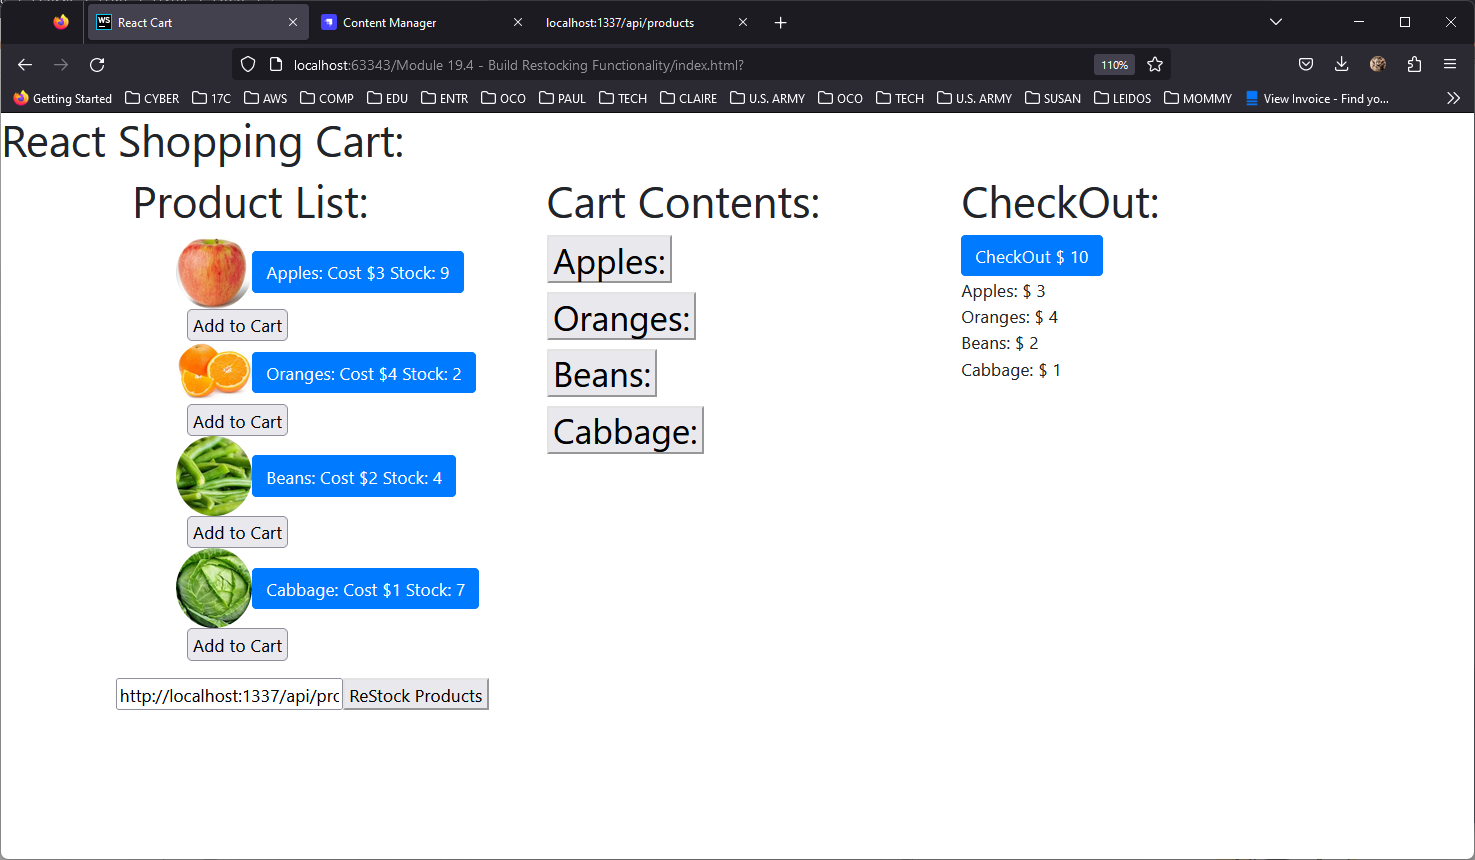 WS React Cart
Content Manager
localhost:1337/api/products
localhost:63343/Module 19.4 - Build Restocking Functionality/index.html?
110%
Getting Started CYBER 17C AWS COMP EDU ENTR OCO PAUL TECH CLAIRE U.S. ARMY OCO TECH U.S. ARMY SUSAN LEIDOS MOMMY View Invoice - Find yo...
React Shopping Cart:
Product List:
Apples: Cost $3 Stock: 9
Add to Cart
Oranges: Cost $4 Stock: 2
Add to Cart
Beans: Cost $2 Stock: 4
Add to Cart
Cabbage: Cost $1 Stock: 7
Add to Cart
http://localhost:1337/api/pro ReStock Products
Cart Contents:
Apples:
Oranges:
Beans:
Cabbage:
CheckOut:
CheckOut $ 10
Apples: $ 3
Oranges: $ 4
Beans: $ 2
Cabbage: $ 1